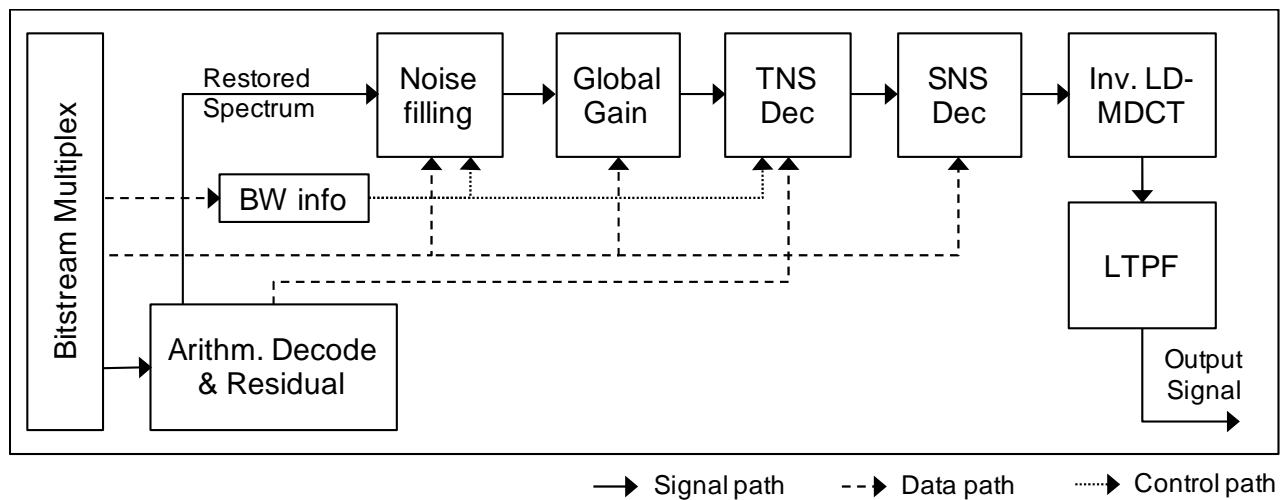 Bitstream Multiplex
Restored
Spectrum
Noise
filling
Global
Gain
TNS
Dec
SNS
Dec
Inv. LD-
MDCT
BW info
LTPF
Arithm. Decode
& Residual
Output
Signal
Signal path
Data path
Control path